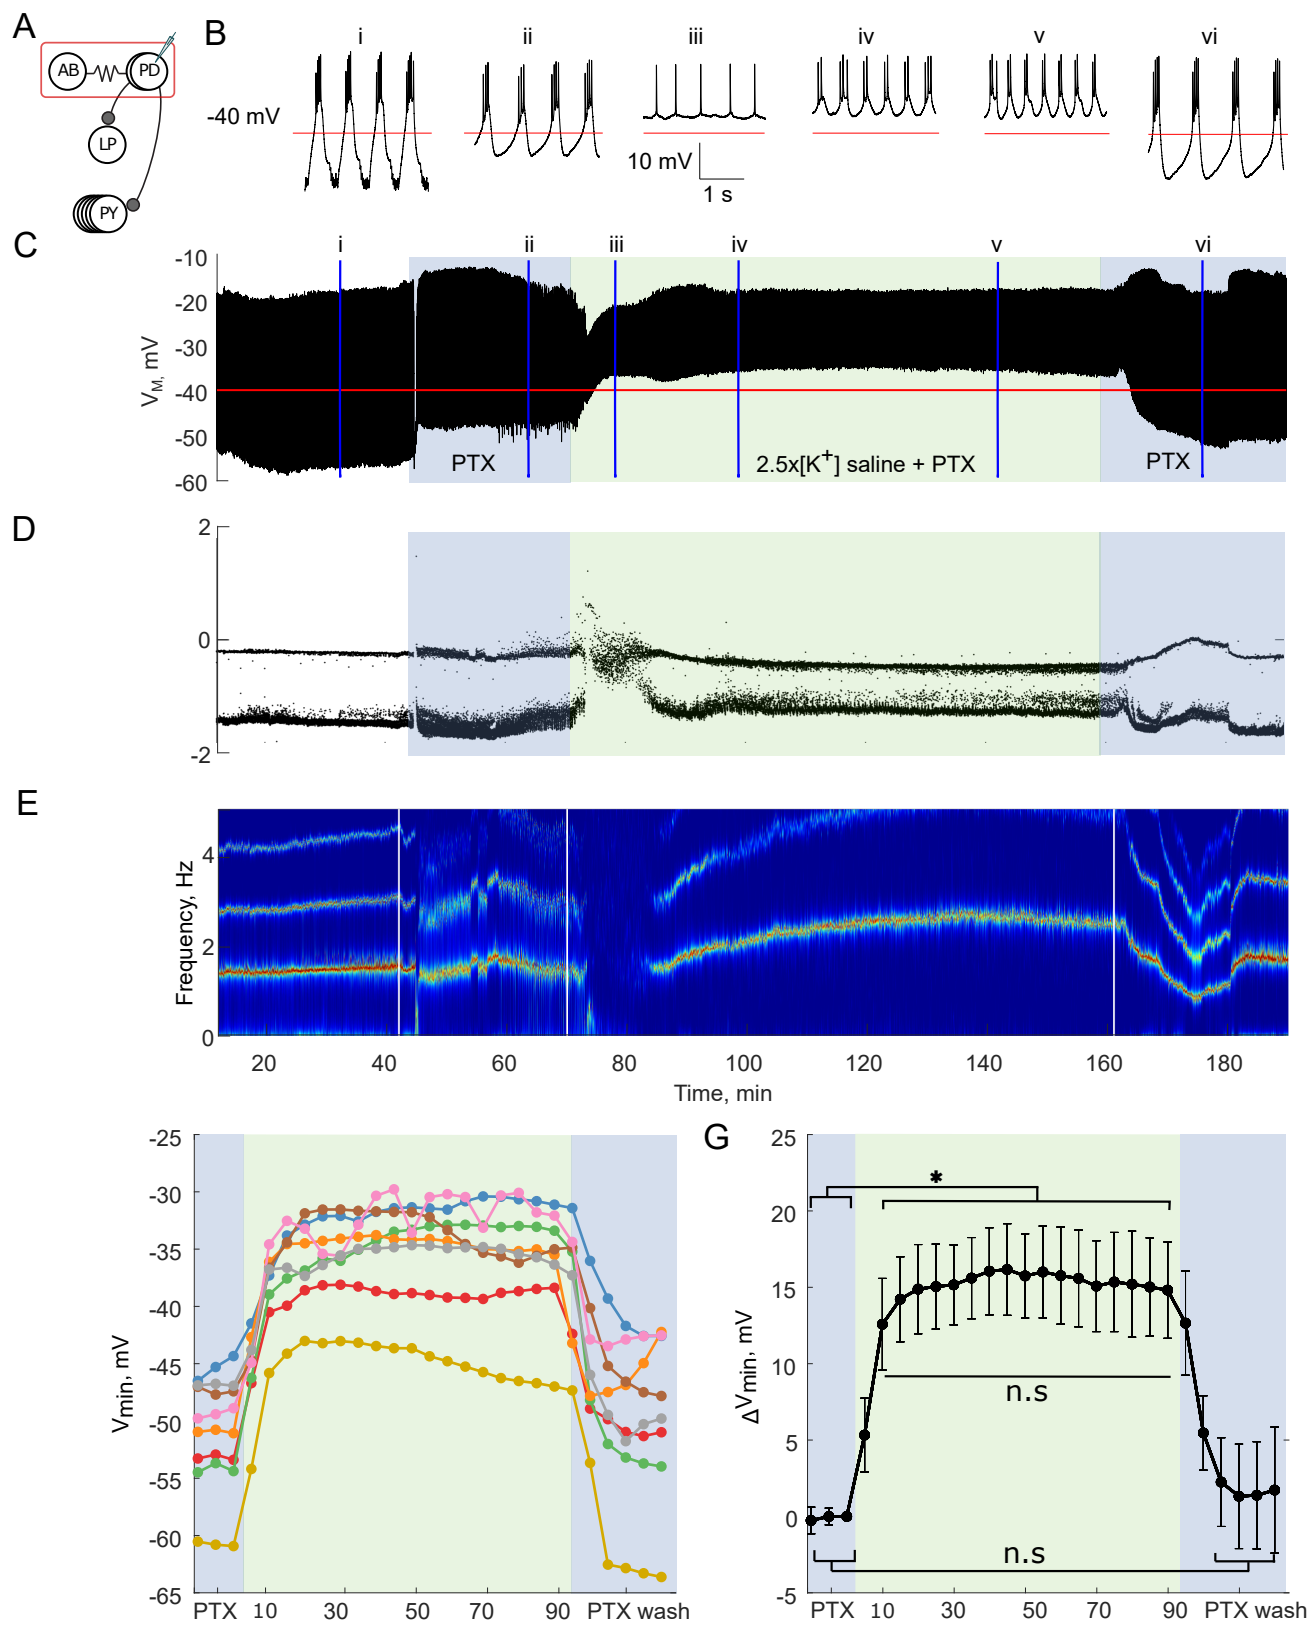 A
AB
PD
LP
PY
B
i
ii
iii
iv
v
vi
-40 mV
10 mV
1 s
C
i
ii
iii
iv
v
vi
V_M, mV
-10
-20
-30
-40
-50
-60
PTX
2.5x[K^+] saline + PTX
PTX
D
2
0
-2
E
Frequency, Hz
4
2
0
20
40
60
80
100
120
140
160
180
Time, min
V_min, mV
-25
-30
-35
-40
-45
-50
-55
-60
-65
PTX
10
30
50
70
90
PTX wash
G
ΔV_min, mV
25
20
15
10
5
0
-5
*
n.s
n.s
PTX
10
30
50
70
90
PTX wash